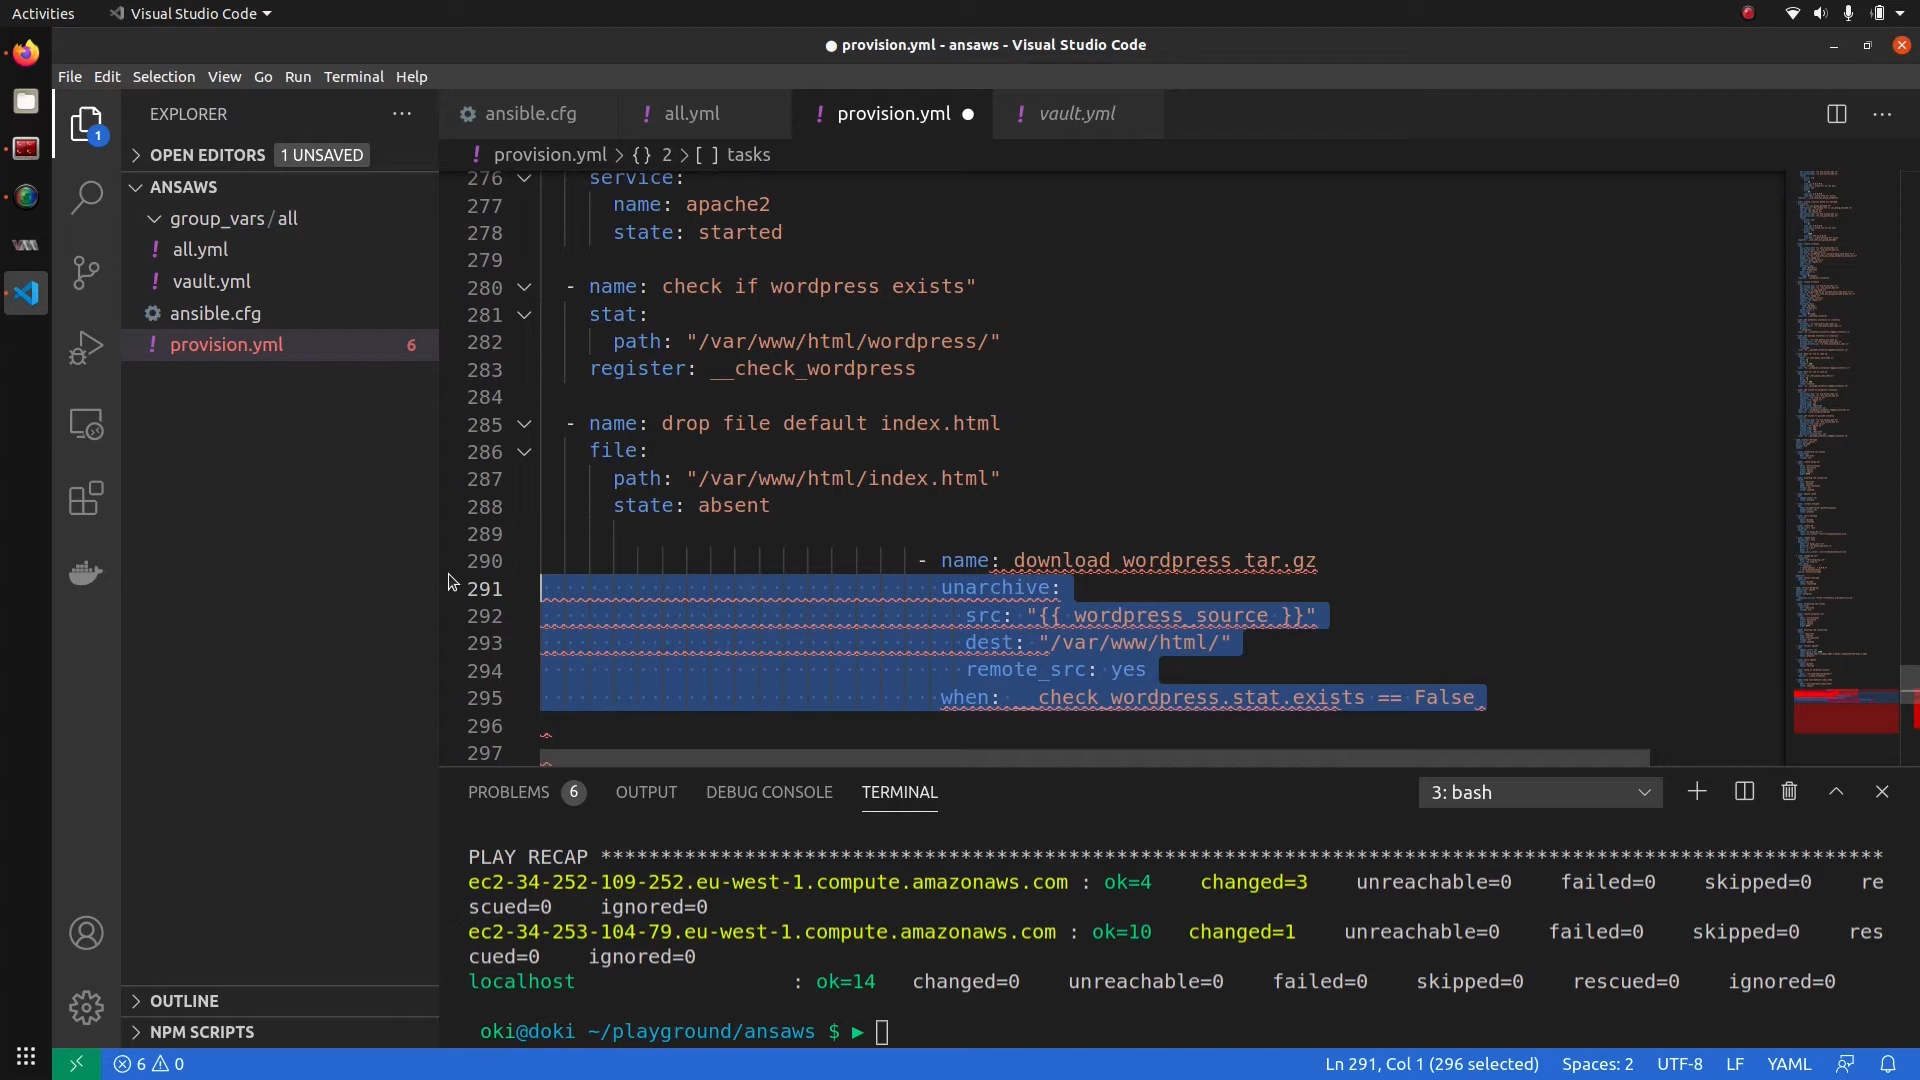 Activities
Visual Studio Code
provision.yml - ansaws - Visual Studio Code
File Edit Selection View Go Run Terminal Help
EXPLORER
OPEN EDITORS 1 UNSAVED
ANSAWS
group_vars / all
all.yml
vault.yml
ansible.cfg
provision.yml 6
OUTLINE
NPM SCRIPTS
1
ansible.cfg
! all.yml
! provision.yml
! vault.yml
! provision.yml > {} 2 > [ ] tasks
276 service:
277 name: apache2
278 state: started
279
280 - name: check if wordpress exists"
281 stat:
282 path: "/var/www/html/wordpress/"
283 register: __check_wordpress
284
285 - name: drop file default index.html
286 file:
287 path: "/var/www/html/index.html"
288 state: absent
289
290 - name: download wordpress tar.gz
291 unarchive:
292 src: "{{ wordpress_source }}"
293 dest: "/var/www/html/"
294 remote_src: yes
295 when: __check_wordpress.stat.exists == False
296
297
PROBLEMS 6 OUTPUT DEBUG CONSOLE TERMINAL
3: bash
PLAY RECAP *********************************************************************************************************
ec2-34-252-109-252.eu-west-1.compute.amazonaws.com : ok=4 changed=3 unreachable=0 failed=0 skipped=0 re
scued=0 ignored=0
ec2-34-253-104-79.eu-west-1.compute.amazonaws.com : ok=10 changed=1 unreachable=0 failed=0 skipped=0 res
cued=0 ignored=0
localhost : ok=14 changed=0 unreachable=0 failed=0 skipped=0 rescued=0 ignored=0
oki@doki ~/playground/ansaws $ ▶
6 0
Ln 291, Col 1 (296 selected) Spaces: 2 UTF-8 LF YAML